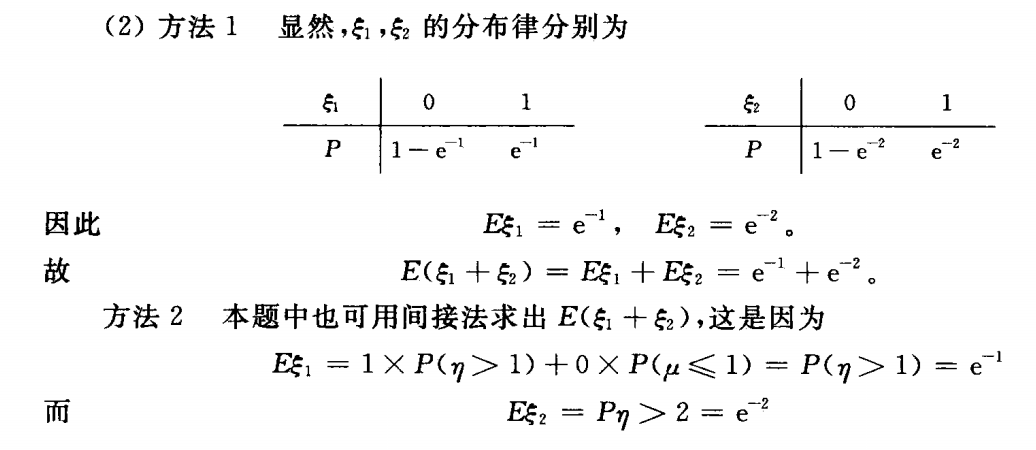 (2) 方法 1 显然,ξ₁,ξ₂ 的分布律分别为
ξ₁ 0 1 ξ₂ 0 1
P 1－e⁻¹ e⁻¹ P 1－e⁻² e⁻²
因此 Eξ₁ = e⁻¹, Eξ₂ = e⁻²。
故 E(ξ₁ + ξ₂) = Eξ₁ + Eξ₂ = e⁻¹ + e⁻²。
方法 2 本题中也可用间接法求出 E(ξ₁ + ξ₂),这是因为
Eξ₁ = 1 × P(η > 1) + 0 × P(μ ⩽ 1) = P(η > 1) = e⁻¹
而 Eξ₂ = Pη > 2 = e⁻²